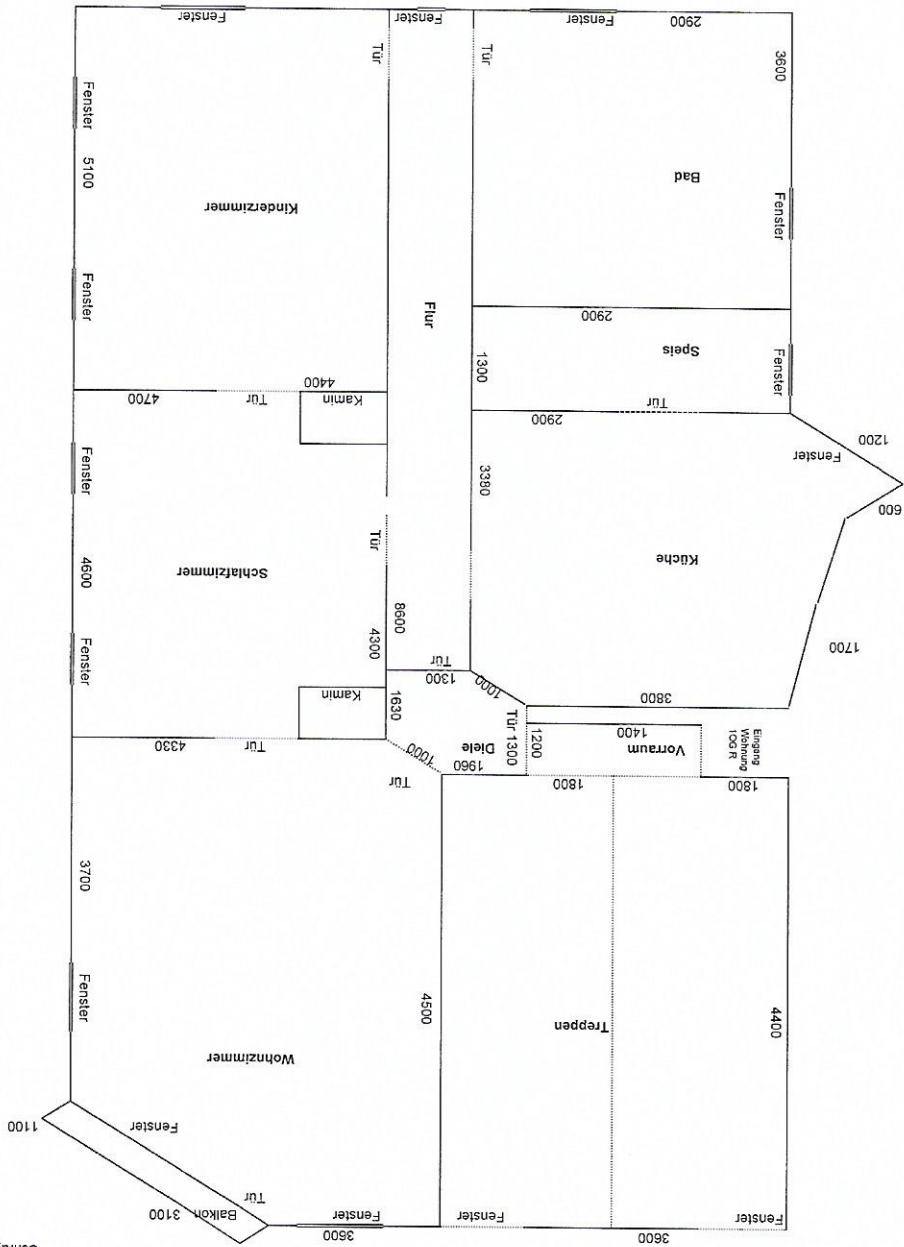 Fenster
Fenster
Fenster
2900
Tür
Tür
3600
Fenster
5100
Kinderzimmer
Bad
Fenster
Fenster
Flur
2900
Speis
1300
Fenster
4700
Tür
4400
Kamin
2900
Tür
1200
Fenster
600
Fenster
3380
Küche
Tür
4600
Schlafzimmer
8600
4300
1700
Fenster
Tür
1300
1000
Kamin
1630
3800
4330
Tür
1000
Tür
Diele
1960
Tür 1300
1200
1400
Vorraum
Eingang
Wohnung
1OG R
1800
1800
3700
Fenster
Wohnzimmer
4500
Treppen
4400
1100
Fenster
Tür
Balkon
3100
Fenster
3600
Fenster
3600
Fenster